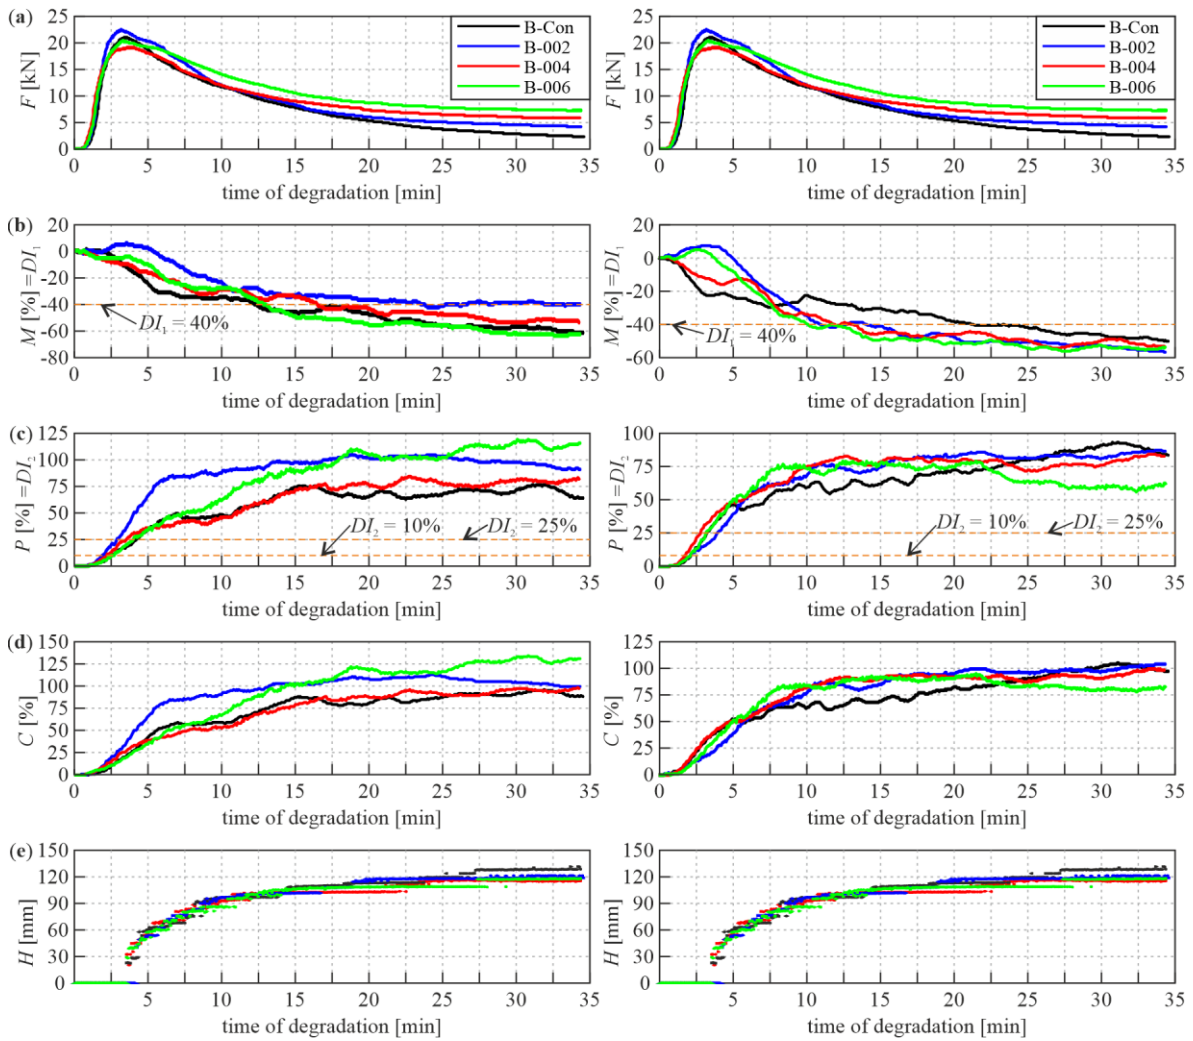 (a)
F [kN]
25
20
15
10
5
0
B-Con
B-002
B-004
B-006
0 5 10 15 20 25 30 35
time of degradation [min]
F [kN]
25
20
15
10
5
0
B-Con
B-002
B-004
B-006
0 5 10 15 20 25 30 35
time of degradation [min]
(b)
M [%] = DI1
20
0
-20
-40
-60
-80
DI1 = 40%
0 5 10 15 20 25 30 35
time of degradation [min]
M [%] = DI1
20
0
-20
-40
-60
DI1 = 40%
0 5 10 15 20 25 30 35
time of degradation [min]
(c)
P [%] = DI2
125
100
75
50
25
0
DI2 = 10%
DI2 = 25%
0 5 10 15 20 25 30 35
time of degradation [min]
P [%] = DI2
100
75
50
25
0
DI2 = 10%
DI2 = 25%
0 5 10 15 20 25 30 35
time of degradation [min]
(d)
C [%]
150
125
100
75
50
25
0
0 5 10 15 20 25 30 35
time of degradation [min]
C [%]
125
100
75
50
25
0
0 5 10 15 20 25 30 35
time of degradation [min]
(e)
H [mm]
150
120
90
60
30
0
0 5 10 15 20 25 30 35
time of degradation [min]
H [mm]
150
120
90
60
30
0
0 5 10 15 20 25 30 35
time of degradation [min]